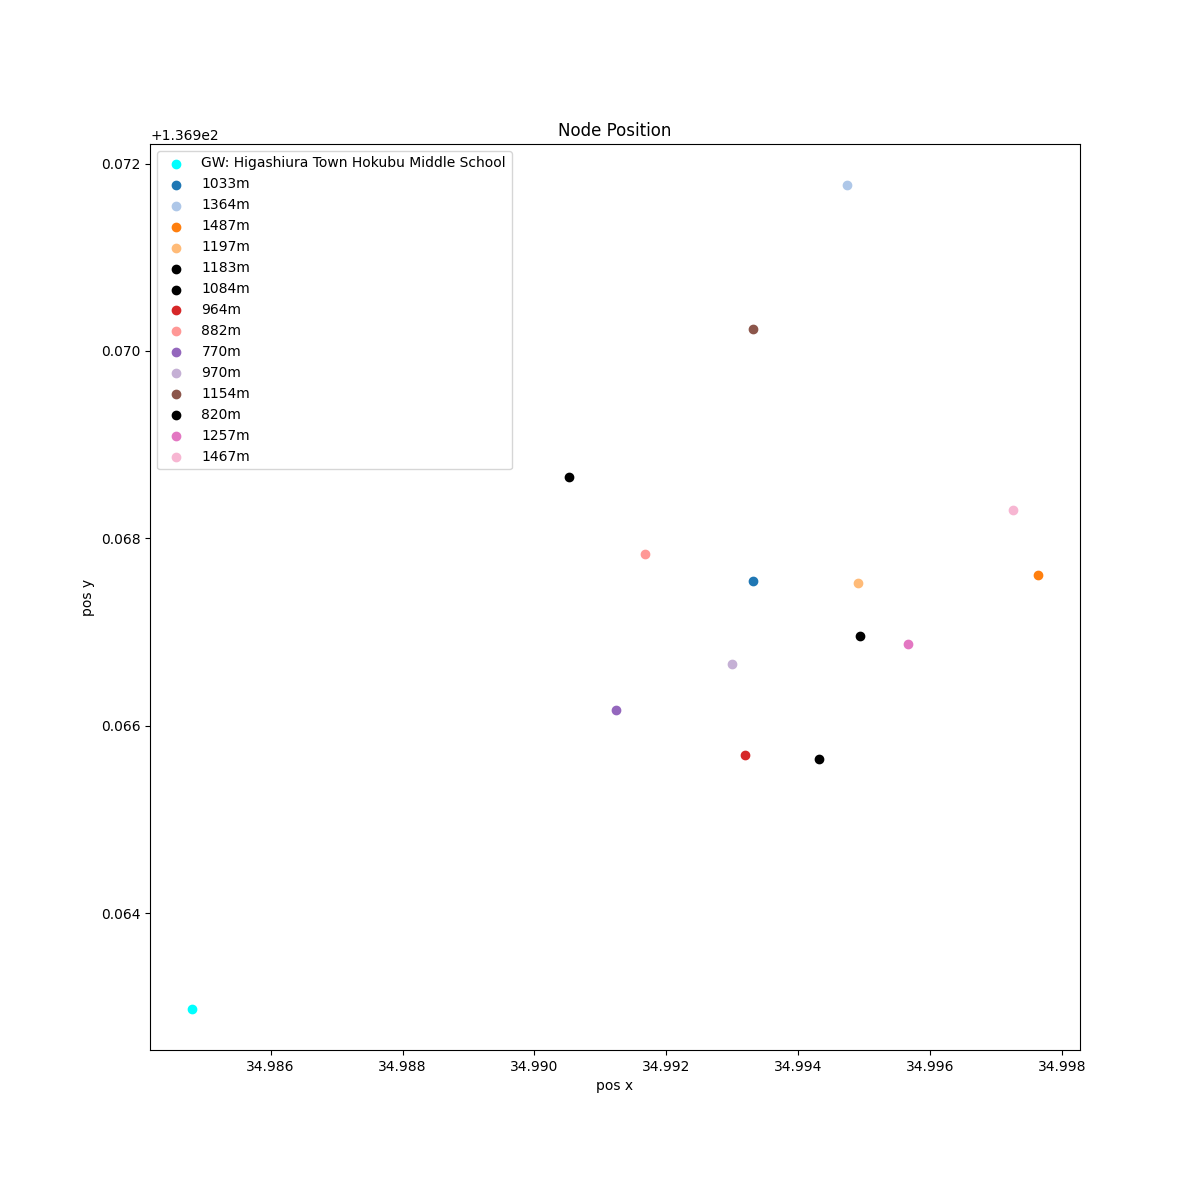 Node Position
+1.369e2
0.072
0.070
0.068
0.066
0.064
pos y
GW: Higashiura Town Hokubu Middle School
1033m
1364m
1487m
1197m
1183m
1084m
964m
882m
770m
970m
1154m
820m
1257m
1467m
34.986 34.988 34.990 34.992 34.994 34.996 34.998
pos x